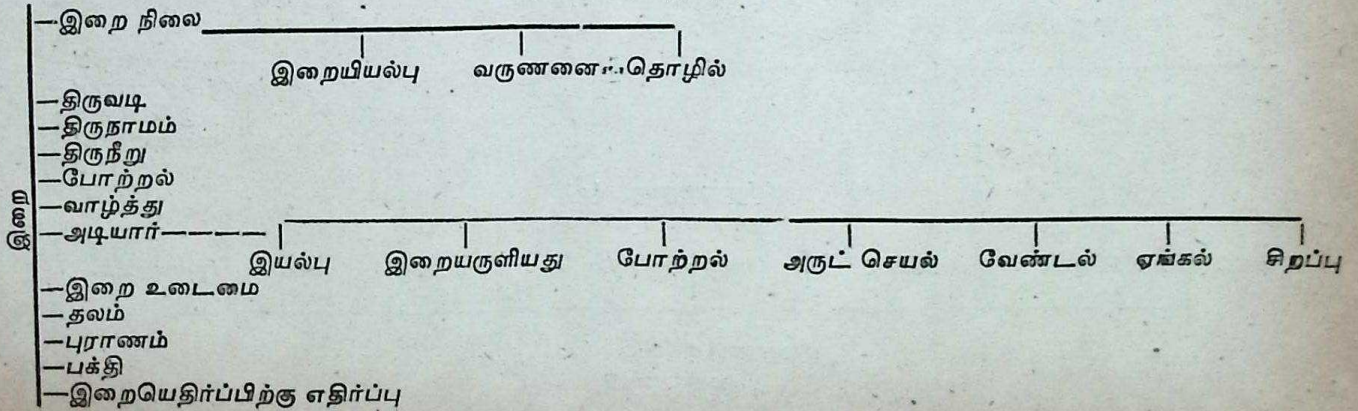 இறை நிலை
இறையியல்பு வருணனை தொழில்
திருவடி
திருநாமம்
திருநீறு
போற்றல்
இறை
வாழ்த்து
அடியார்
இயல்பு இறையருளியது போற்றல் அருட் செயல் வேண்டல் ஏங்கல் சிறப்பு
இறை உடைமை
தலம்
புராணம்
பக்தி
இறையெதிர்ப்பிற்கு எதிர்ப்பு